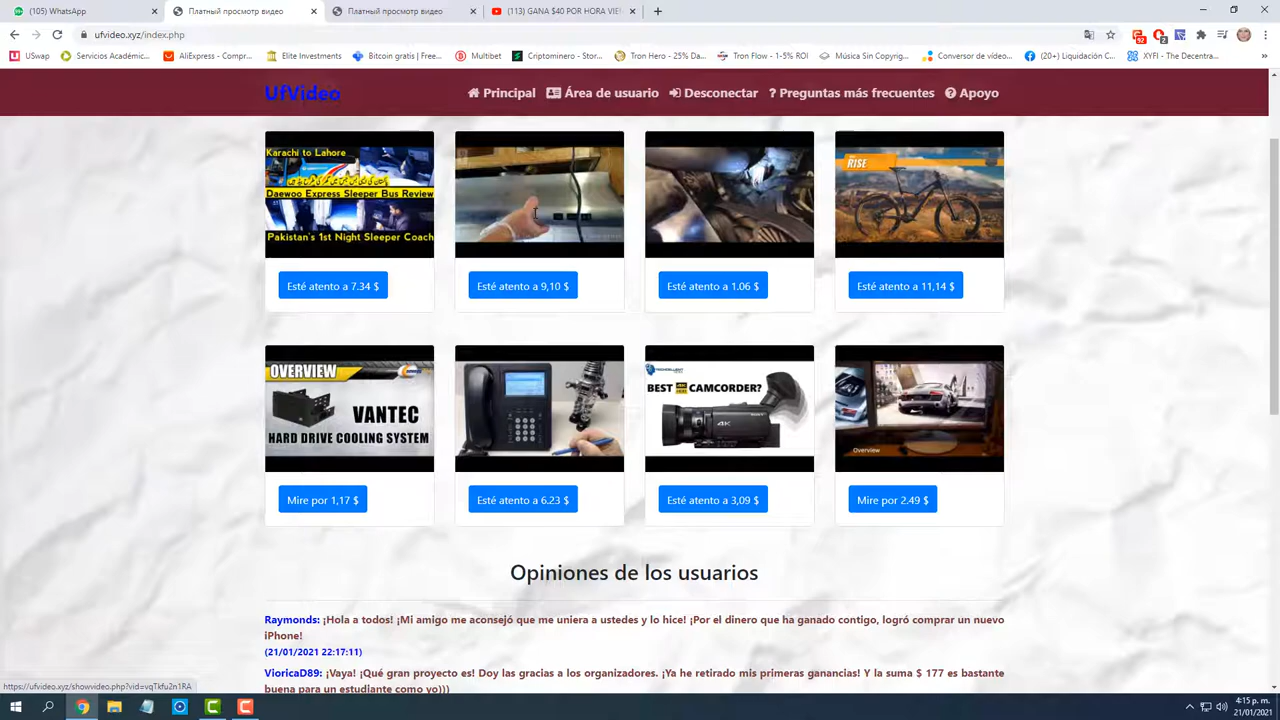 (105) WhatsApp
Платный просмотр видео
Платный просмотр видео
(113) GANA $40 POR HORA VIEN
ufvideo.xyz/index.php
USwap
Servicios Académic...
AliExpress - Compr...
Elite Investments
Bitcoin gratis | Free...
Multibet
Criptominero - Stor...
Tron Hero - 25% Da...
Tron Flow - 1-5% ROI
Música Sin Copyrig...
Conversor de vídeo...
(20+) Liquidación C...
XYFI - The Decentra...
UfVideo
Principal
Área de usuario
Desconectar
? Preguntas más frecuentes
Apoyo
Karachi to Lahore
Daewoo Express Sleeper Bus Review
Pakistan's 1st Night Sleeper Coach
RISE
Esté atento a 7.34 $
Esté atento a 9,10 $
Esté atento a 1.06 $
Esté atento a 11,14 $
OVERVIEW
VANTEC
HARD DRIVE COOLING SYSTEM
BEST 4K CAMCORDER?
4K
Overview
Mire por 1,17 $
Esté atento a 6.23 $
Esté atento a 3,09 $
Mire por 2.49 $
Opiniones de los usuarios
Raymonds: ¡Hola a todos! ¡Mi amigo me aconsejó que me uniera a ustedes y lo hice! ¡Por el dinero que ha ganado contigo, logró comprar un nuevo
iPhone!
(21/01/2021 22:17:11)
VioricaD89: ¡Vaya! ¡Qué gran proyecto es! Doy las gracias a los organizadores. ¡Ya he retirado mis primeras ganancias! Y la suma $ 177 es bastante
buena para un estudiante como yo)))
https://ufvideo.xyz/showvideo.php?vid=vqTkfu2n1RA
4:15 p. m.
21/01/2021